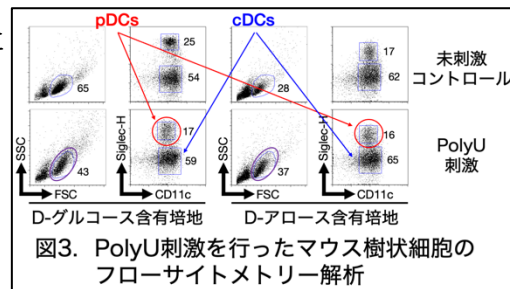 pDCs
cDCs
25
54
65
17
62
28
未刺激
コントロール
17
59
43
16
65
37
PolyU
刺激
SSC
FSC
Siglec-H
CD11c
SSC
FSC
Siglec-H
CD11c
D-グルコース含有培地
D-アロース含有培地
図3. PolyU刺激を行ったマウス樹状細胞の
フローサイトメトリー解析